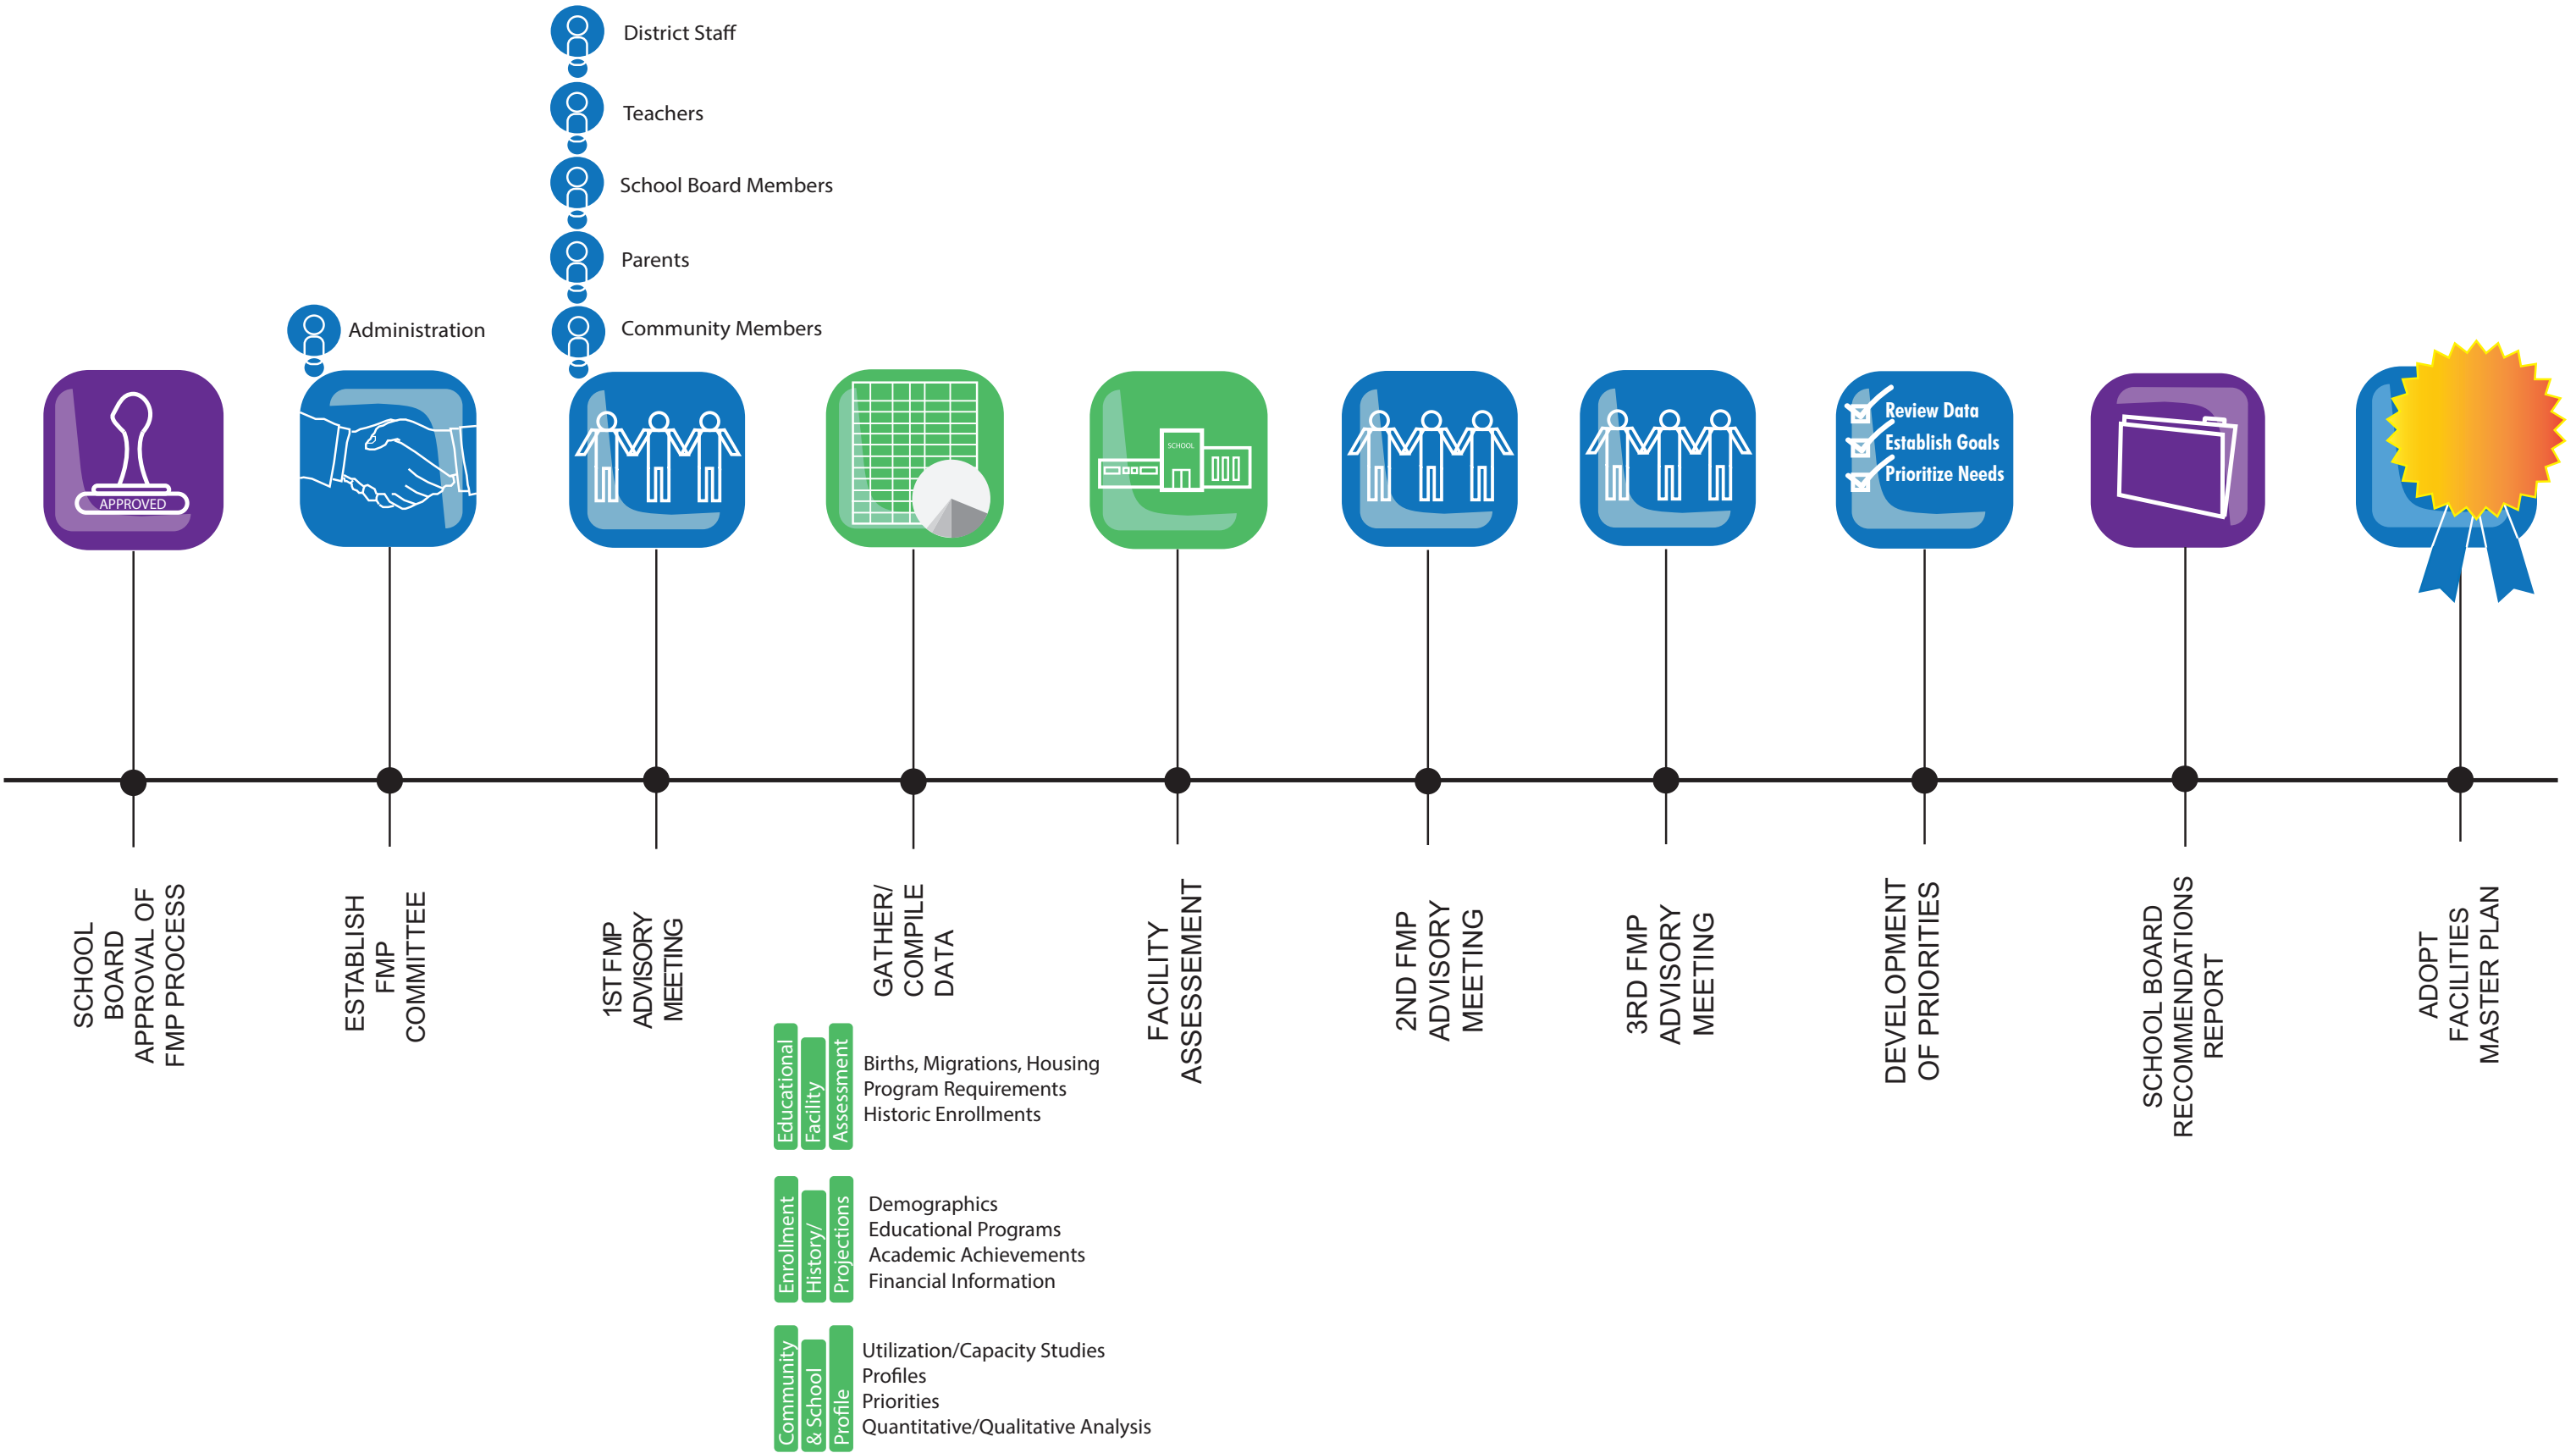 District Staff
Teachers
School Board Members
Parents
Community Members
Administration
APPROVED
SCHOOL
Review Data
Establish Goals
Prioritize Needs
SCHOOL
BOARD
APPROVAL OF
FMP PROCESS
ESTABLISH
FMP
COMMITTEE
1ST FMP
ADVISORY
MEETING
GATHER/
COMPILE
DATA
FACILITY
ASSESSEMENT
2ND FMP
ADVISORY
MEETING
3RD FMP
ADVISORY
MEETING
DEVELOPMENT
OF PRIORITIES
SCHOOL BOARD
RECOMMENDATIONS
REPORT
ADOPT
FACILITIES
MASTER PLAN
Educational
Facility
Assessment
Births, Migrations, Housing
Program Requirements
Historic Enrollments
Enrollment
History/
Projections
Demographics
Educational Programs
Academic Achievements
Financial Information
Community
& School
Profile
Utilization/Capacity Studies
Profiles
Priorities
Quantitative/Qualitative Analysis